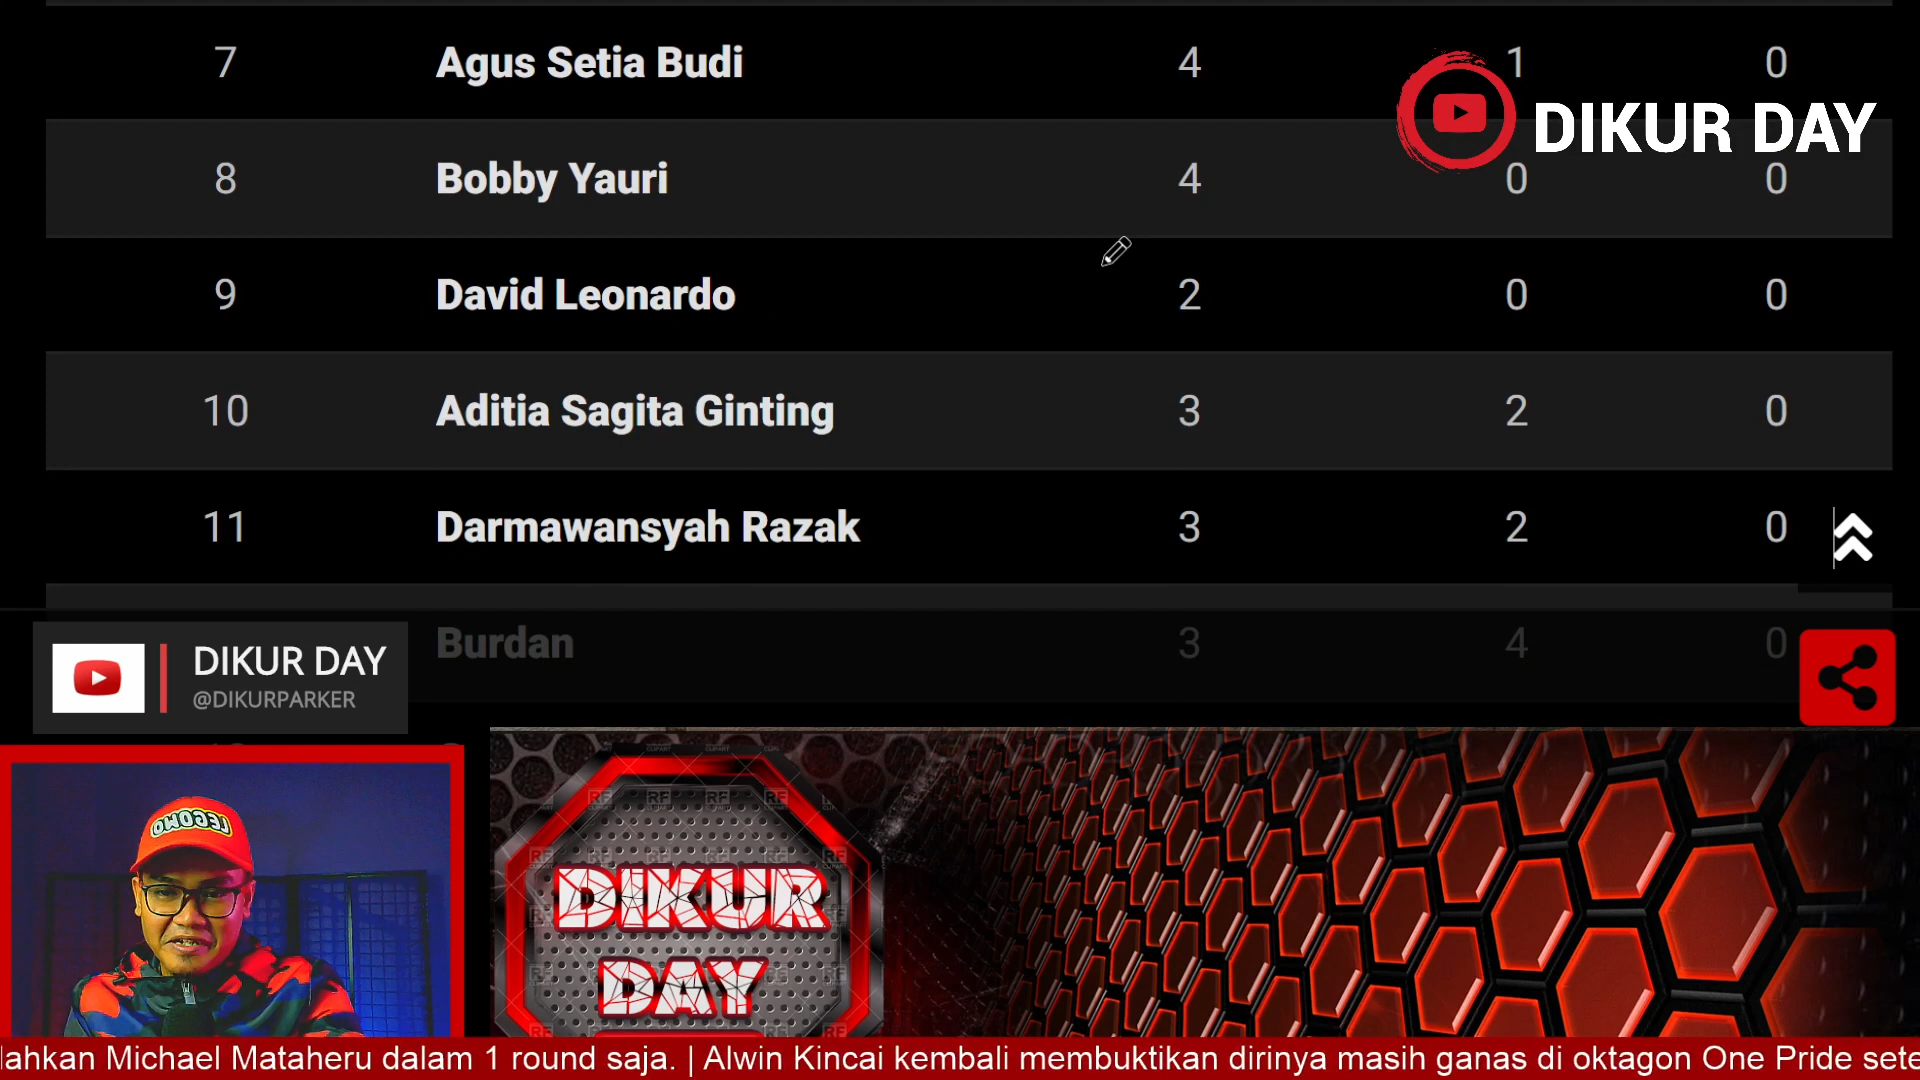 7 Agus Setia Budi 4 1 0
DIKUR DAY
8 Bobby Yauri 4 0 0
9 David Leonardo 2 0 0
10 Aditia Sagita Ginting 3 2 0
11 Darmawansyah Razak 3 2 0
Burdan 3 4 0
DIKUR DAY
@DIKURPARKER
LEGOWO
DIKUR
DAY
lahkan Michael Mataheru dalam 1 round saja. | Alwin Kincai kembali membuktikan dirinya masih ganas di oktagon One Pride sete